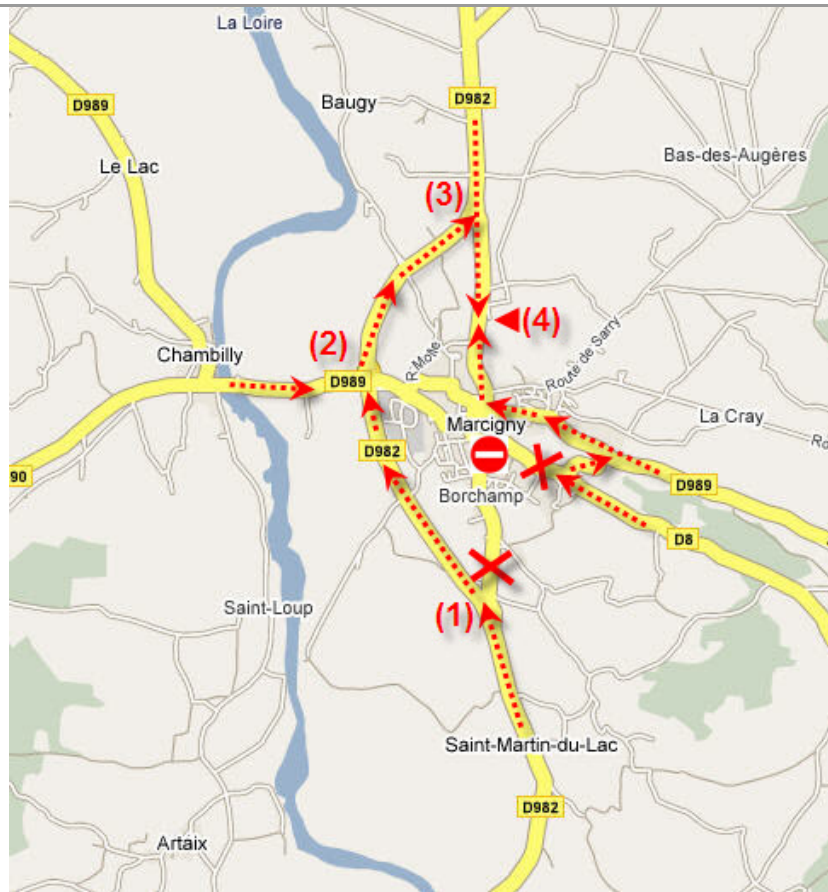 La Loire
D982
D989
Baugy
Bas-des-Augères
Le Lac
(3)
(4)
(2)
Chambilly
R-Motte
Route de Sarry
D989
La Cray
Marcigny
D982
90
D989
Borchamp
D8
Saint-Loup
(1)
Saint-Martin-du-Lac
D982
Artaix